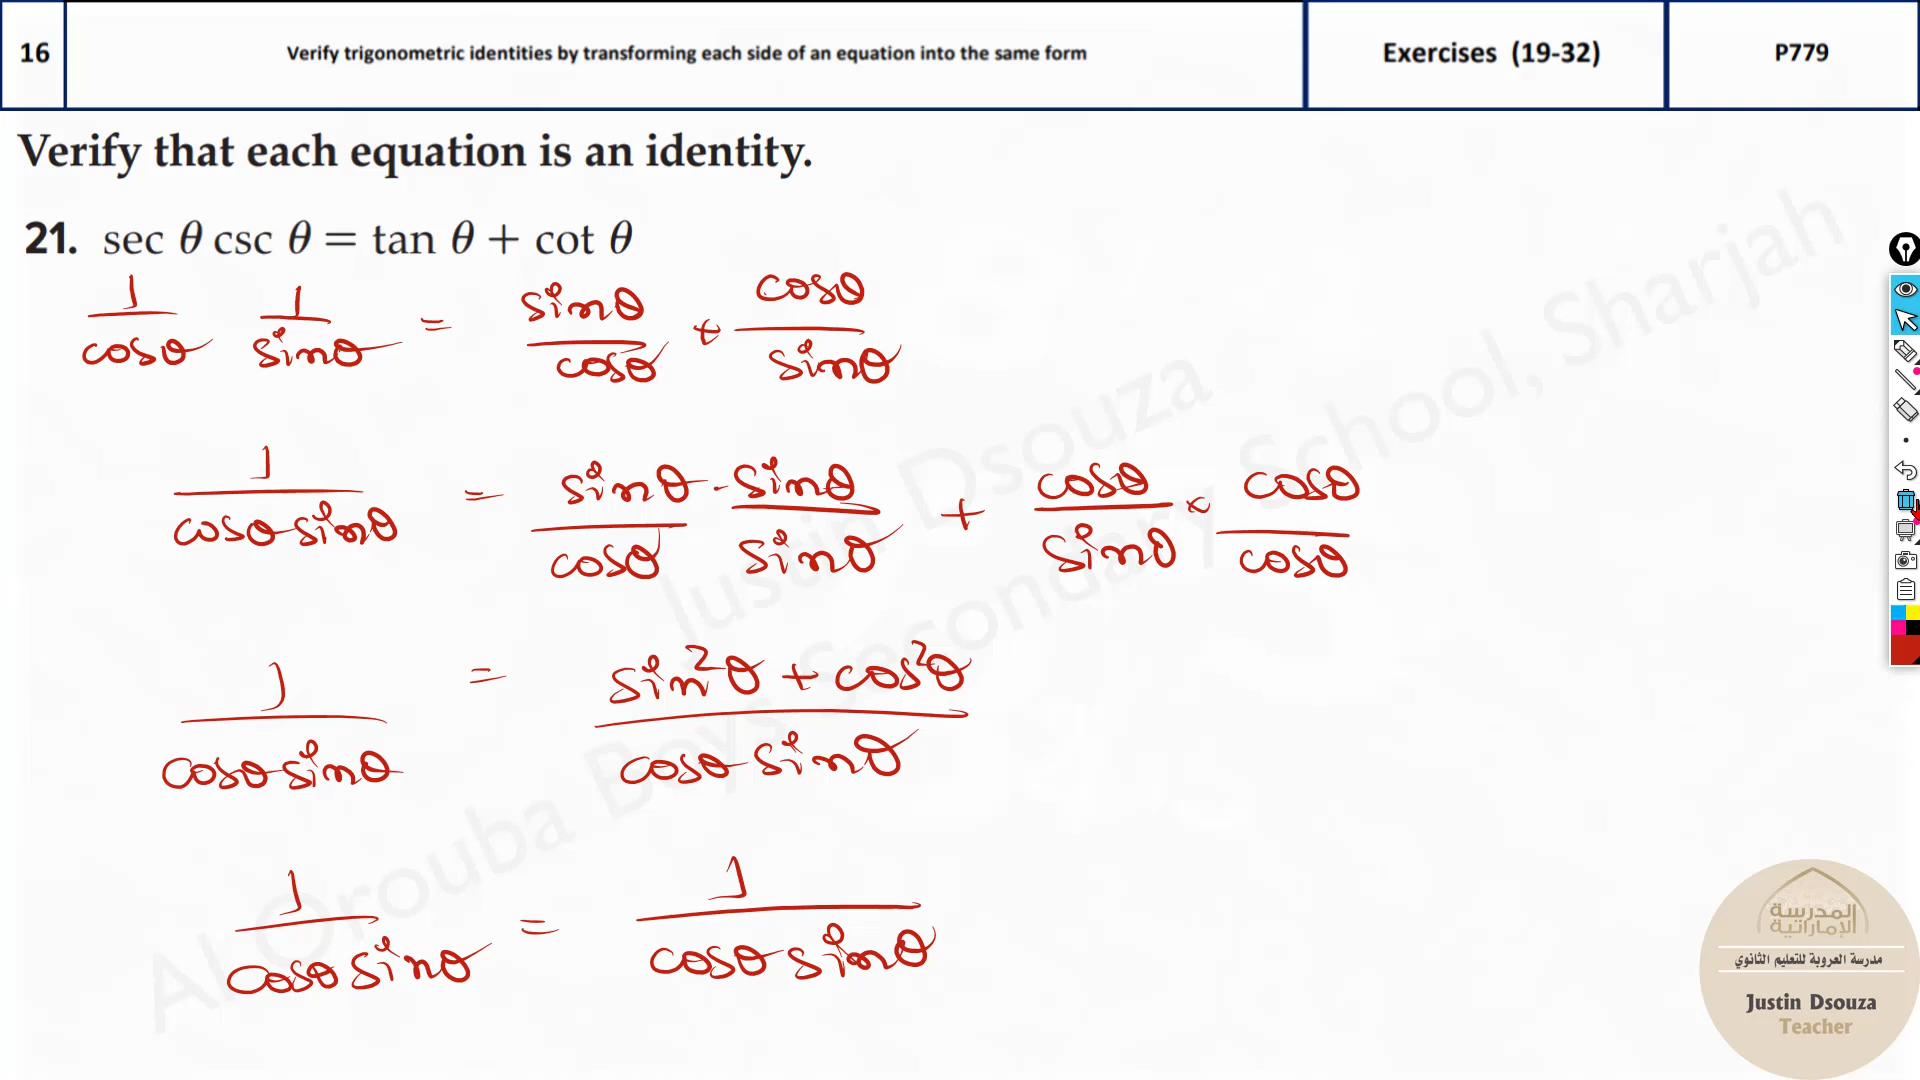 16 Verify trigonometric identities by transforming each side of an equation into the same form Exercises (19-32) P779
Verify that each equation is an identity.
21. sec θ csc θ = tan θ + cot θ
1/cosθ 1/sinθ = sinθ/cosθ + cosθ/sinθ
1/cosθ sinθ = sinθ/cosθ · sinθ/sinθ + cosθ/sinθ × cosθ/cosθ
1/cosθ sinθ = sin²θ + cos²θ/cosθ sinθ
1/cosθ sinθ = 1/cosθ sinθ
Justin Dsouza
Al Orouba Boys Secondary School, Sharjah
المدرسة
الإماراتية
مدرسة العروبة للتعليم الثانوي
Justin Dsouza
Teacher